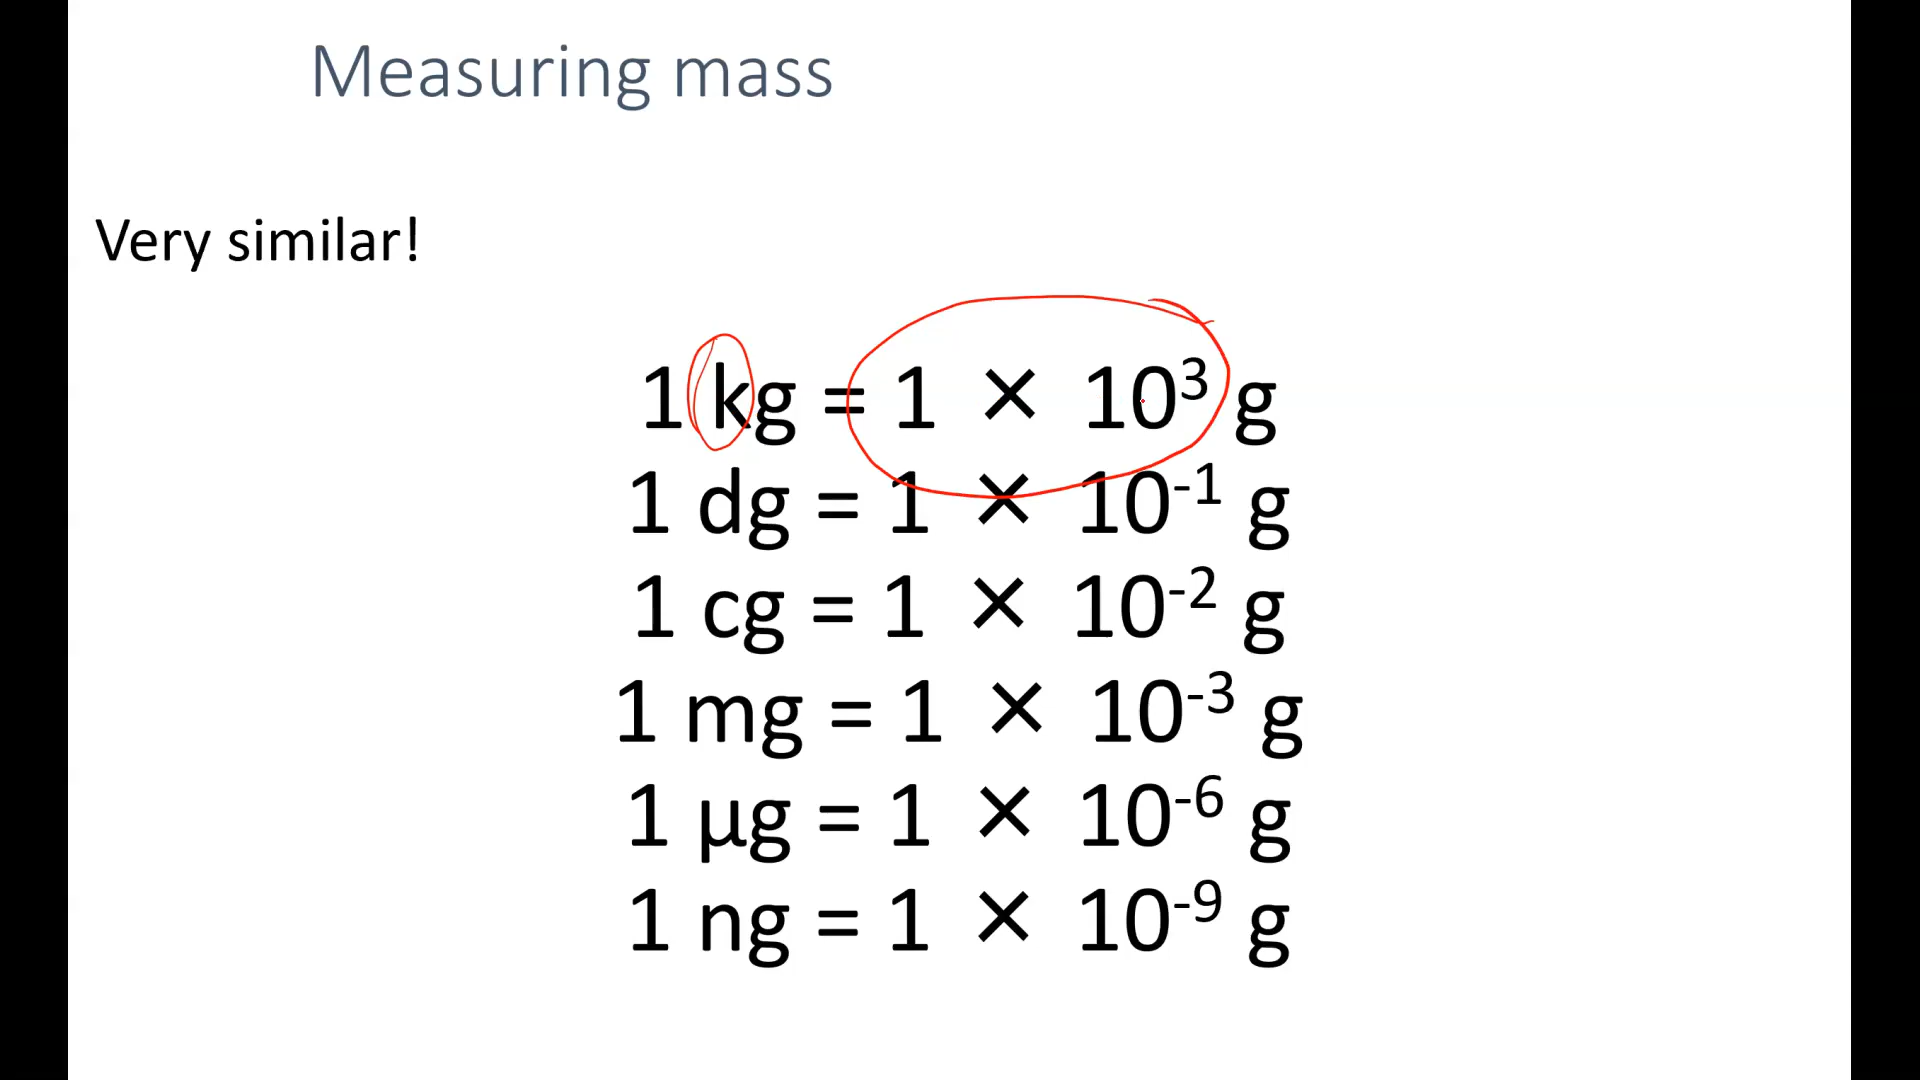 Measuring mass
Very similar!
1 kg = 1 × 10³ g
1 dg = 1 × 10⁻¹ g
1 cg = 1 × 10⁻² g
1 mg = 1 × 10⁻³ g
1 µg = 1 × 10⁻⁶ g
1 ng = 1 × 10⁻⁹ g